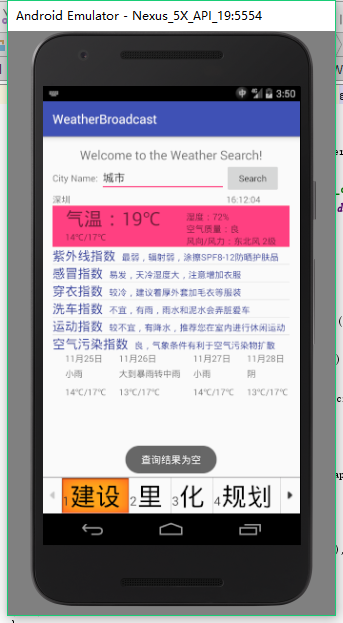 Android Emulator - Nexus_5X_API_19:5554
3:50
WeatherBroadcast
Welcome to the Weather Search!
City Name: 城市 Search
深圳 16:12:04
气温：19℃ 湿度：72%
空气质量：良
14℃/17℃ 风向/风力：东北风 2级
紫外线指数 最弱，辐射弱，涂擦SPF8-12防晒护肤品
感冒指数 易发，天冷湿度大，注意增加衣服
穿衣指数 较冷，建议着厚外套加毛衣等服装
洗车指数 不宜，有雨，雨水和泥水会弄脏爱车
运动指数 较不宜，有降水，推荐您在室内进行休闲运动
空气污染指数 良，气象条件有利于空气污染物扩散
11月25日 11月26日 11月27日 11月28日
小雨 大到暴雨转中雨 小雨 阴
14℃/17℃ 13℃/17℃ 14℃/17℃ 13℃/17℃
查询结果为空
1建设 2里 3化 4规划